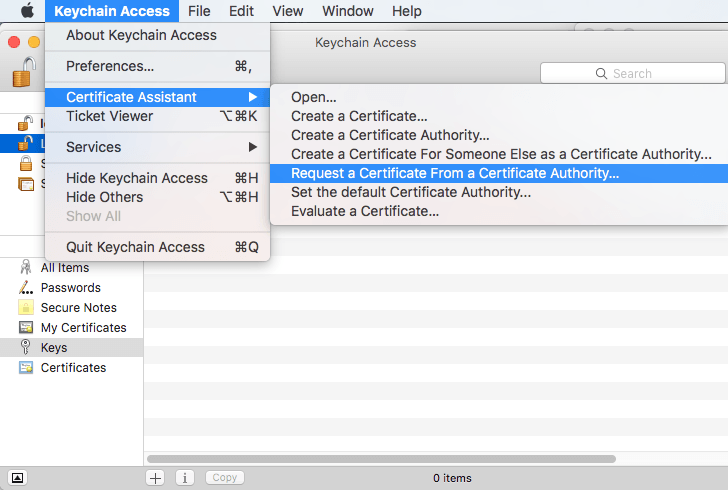 Keychain Access File Edit View Window Help
Keychain Access
Search
About Keychain Access
Preferences... ⌘,
Certificate Assistant ▶
Ticket Viewer ⌥⌘K
Services ▶
Hide Keychain Access ⌘H
Hide Others ⌥⌘H
Show All
Quit Keychain Access ⌘Q
Open...
Create a Certificate...
Create a Certificate Authority...
Create a Certificate For Someone Else as a Certificate Authority...
Request a Certificate From a Certificate Authority...
Set the default Certificate Authority...
Evaluate a Certificate...
All Items
Passwords
Secure Notes
My Certificates
Keys
Certificates
Copy
0 items